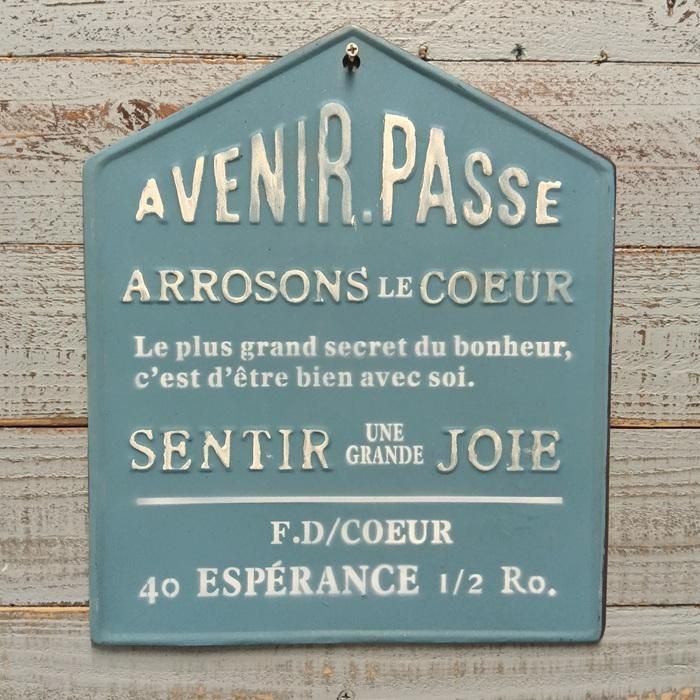 AVENIR.PASSE
ARROSONS LE COEUR
Le plus grand secret du bonheur,
c'est d'être bien avec soi.
SENTIR UNE GRANDE JOIE
F.D/COEUR
40 ESPÉRANCE 1/2 Ro.